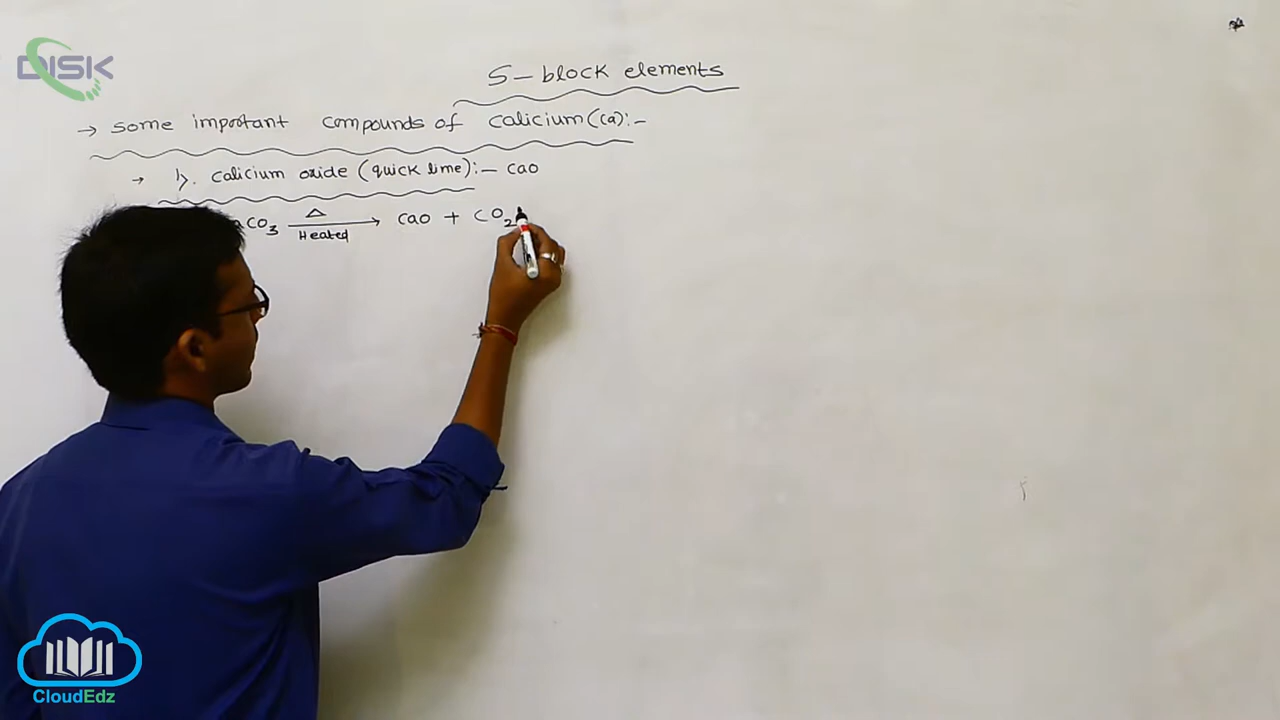 DISK
S-block elements
→ some important compounds of calicium (ca):-
→ 1>. calicium oxide (quick lime):- cao
aCO3 Δ Heated → cao + CO2
CloudEdz